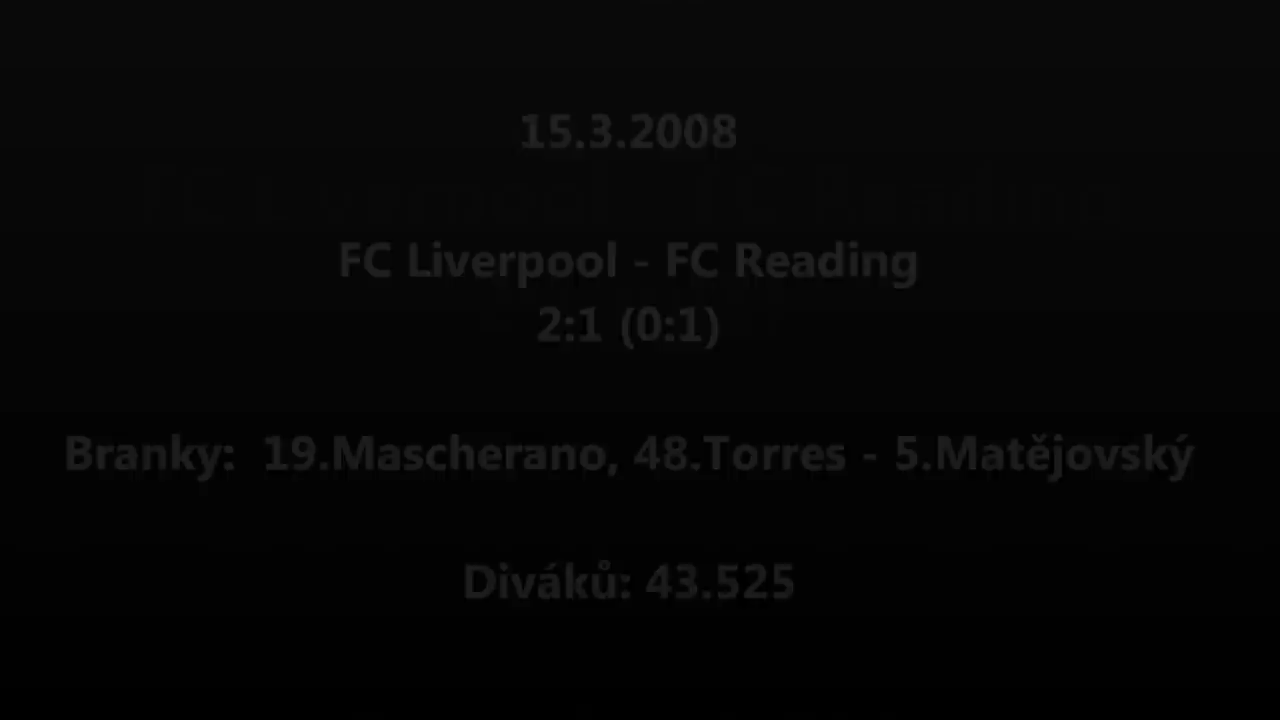 15.3.2008
FC Liverpool - FC Reading
2:1 (0:1)
Branky: 19.Mascherano, 48.Torres - 5.Matějovský
Diváků: 43.525